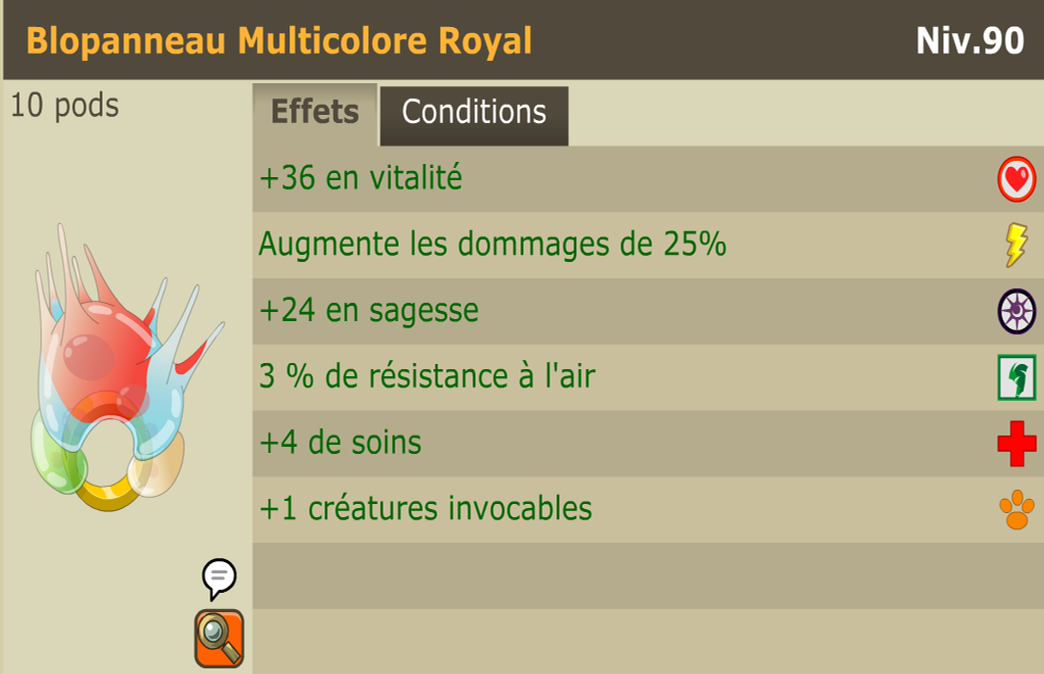 Blopanneau Multicolore Royal Niv.90
10 pods
Effets Conditions
+36 en vitalité
Augmente les dommages de 25%
+24 en sagesse
3 % de résistance à l'air
+4 de soins
+1 créatures invocables